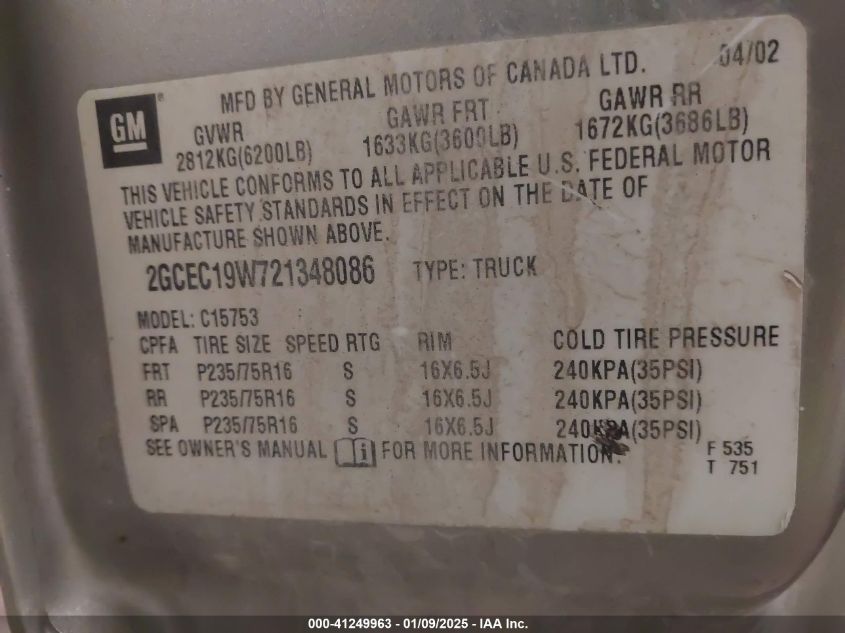 MFD BY GENERAL MOTORS OF CANADA LTD. 04/02
GM
GVWR GAWR FRT GAWR RR
2812KG(6200LB) 1633KG(3600LB) 1672KG(3686LB)
THIS VEHICLE CONFORMS TO ALL APPLICABLE U.S. FEDERAL MOTOR
VEHICLE SAFETY STANDARDS IN EFFECT ON THE DATE OF
MANUFACTURE SHOWN ABOVE.
2GCEC19W721348086 TYPE: TRUCK
MODEL: C15753
CPFA TIRE SIZE SPEED RTG RIM COLD TIRE PRESSURE
FRT P235/75R16 S 16X6.5J 240KPA(35PSI)
RR P235/75R16 S 16X6.5J 240KPA(35PSI)
SPA P235/75R16 S 16X6.5J 240KPA(35PSI)
SEE OWNER'S MANUAL i FOR MORE INFORMATION.
F 535
T 751
000-41249963 - 01/09/2025 - IAA Inc.